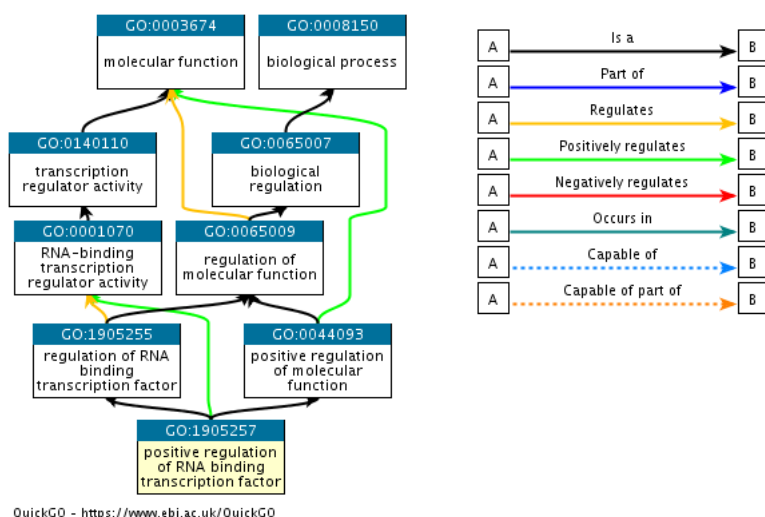 GO:0003674
molecular function
GO:0008150
biological process
GO:0140110
transcription
regulator activity
GO:0065007
biological
regulation
GO:0001070
RNA-binding
transcription
regulator activity
GO:0065009
regulation of
molecular function
GO:1905255
regulation of RNA
binding
transcription factor
GO:0044093
positive regulation
of molecular
function
GO:1905257
positive regulation
of RNA binding
transcription factor
QuickGO - https://www.ebi.ac.uk/QuickGO
A Is a B
A Part of B
A Regulates B
A Positively regulates B
A Negatively regulates B
A Occurs in B
A Capable of B
A Capable of part of B